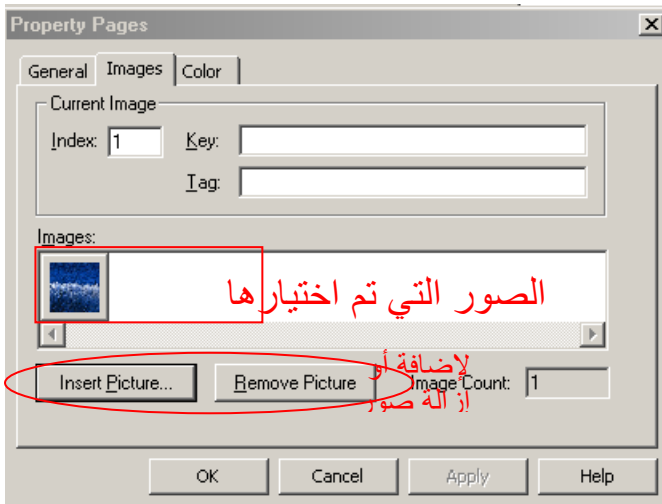 Property Pages
General Images Color
Current Image
Index: 1 Key:
Tag:
Images:
الصور التي تم اختيارها
لإضافة أو
إزالة صور
Insert Picture... Remove Picture Image Count: 1
OK Cancel Apply Help